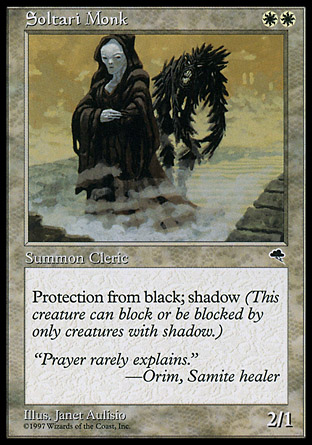 Soltari Monk
Summon Cleric
Protection from black; shadow (This
creature can block or be blocked by
only creatures with shadow.)
"Prayer rarely explains."
—Orim, Samite healer
Illus. Janet Aulisio
©1997 Wizards of the Coast, Inc.
2/1